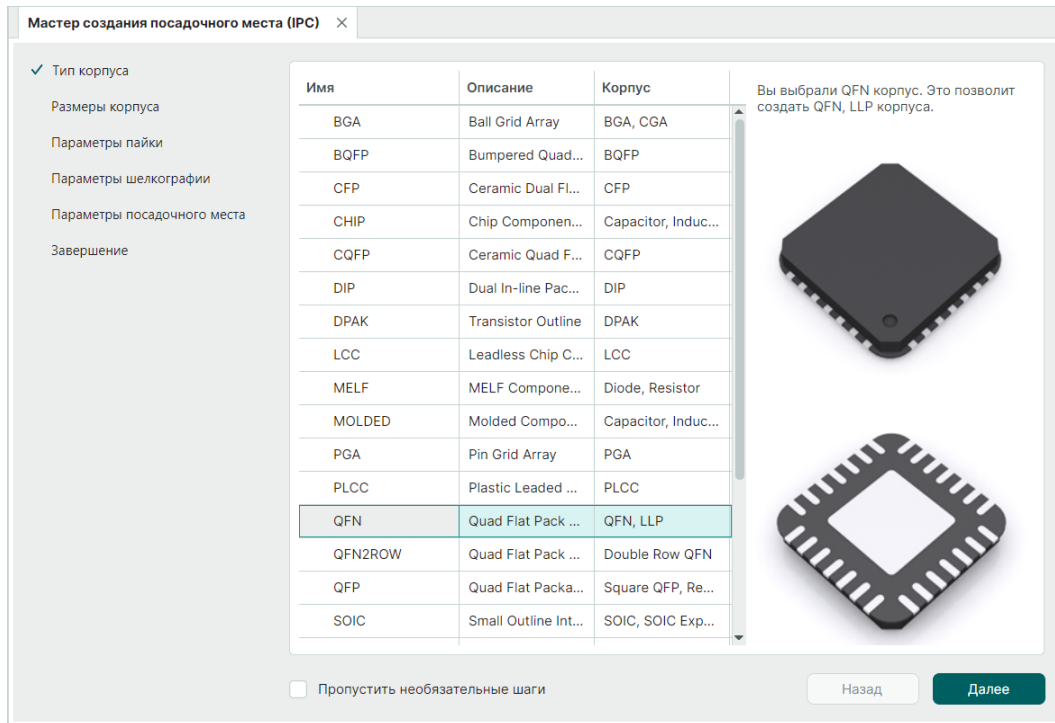 Мастер создания посадочного места (IPC)
Тип корпуса
Размеры корпуса
Параметры пайки
Параметры шелкографии
Параметры посадочного места
Завершение
Имя Описание Корпус
BGA Ball Grid Array BGA, CGA
BQFP Bumpered Quad... BQFP
CFP Ceramic Dual Fl... CFP
CHIP Chip Componen... Capacitor, Induc...
CQFP Ceramic Quad F... CQFP
DIP Dual In-line Pac... DIP
DPAK Transistor Outline DPAK
LCC Leadless Chip C... LCC
MELF MELF Compone... Diode, Resistor
MOLDED Molded Compo... Capacitor, Induc...
PGA Pin Grid Array PGA
PLCC Plastic Leaded ... PLCC
QFN Quad Flat Pack ... QFN, LLP
QFN2ROW Quad Flat Pack ... Double Row QFN
QFP Quad Flat Packa... Square QFP, Re...
SOIC Small Outline Int... SOIC, SOIC Exp...
Вы выбрали QFN корпус. Это позволит
создать QFN, LLP корпуса.
Пропустить необязательные шаги
Назад
Далее